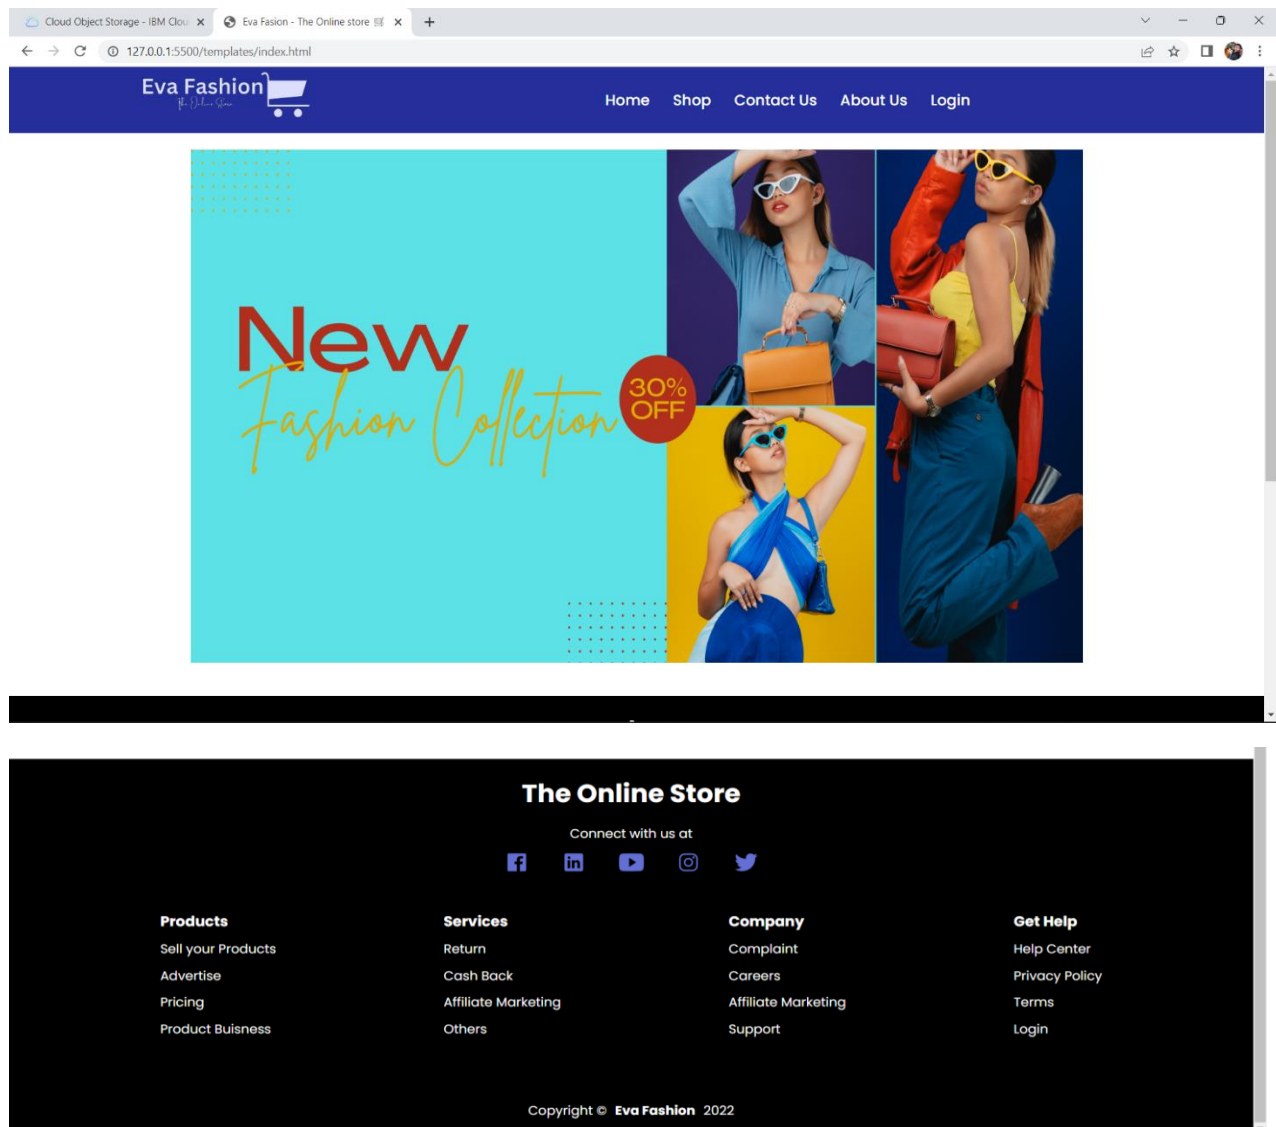 Cloud Object Storage - IBM Clou
Eva Fasion - The Online store
127.0.0.1:5500/templates/index.html
Eva Fashion
The Online Store
Home Shop Contact Us About Us Login
New
Fashion Collection
30%
OFF
The Online Store
Connect with us at
Products Services Company Get Help
Sell your Products Return Complaint Help Center
Advertise Cash Back Careers Privacy Policy
Pricing Affiliate Marketing Affiliate Marketing Terms
Product Buisness Others Support Login
Copyright © Eva Fashion 2022